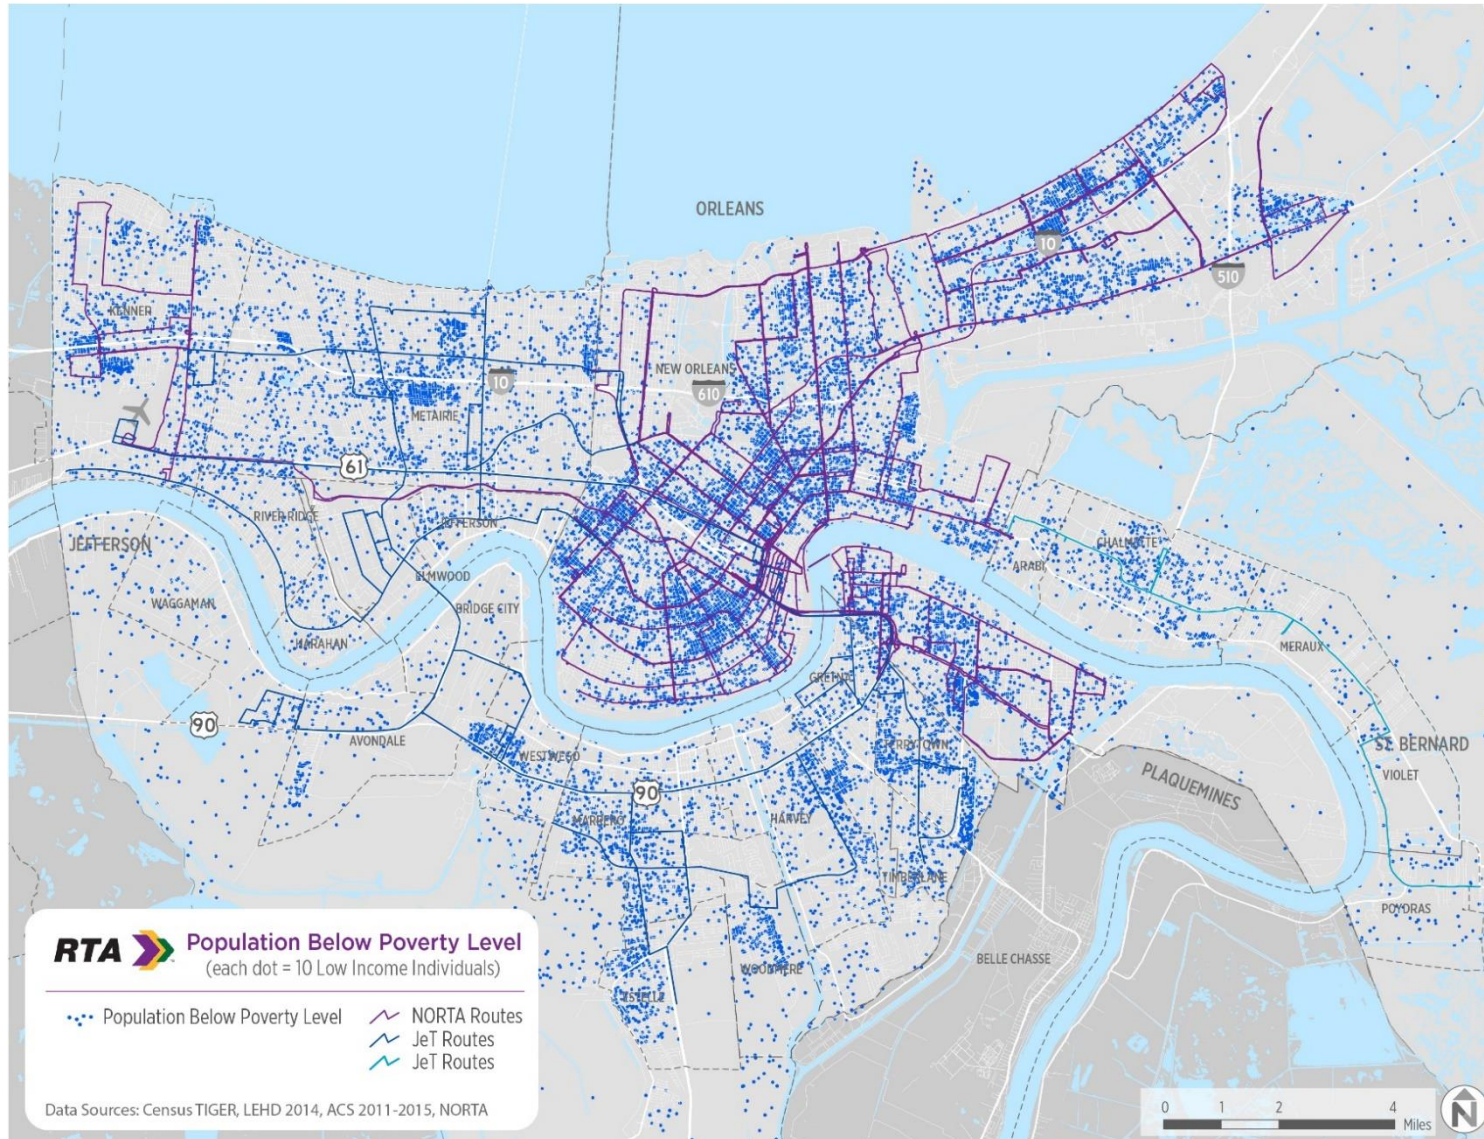 ORLEANS
10
510
KENNER
NEW ORLEANS
610
10
METAIRIE
61
RIVER RIDGE
JEFFERSON
JEFFERSON
CHALMETTE
ARABI
ELMWOOD
WAGGAMAN
BRIDGE CITY
HARAHAN
MERAUX
GRETNA
90
AVONDALE
WESTWEGO
TERRYTOWN
ST. BERNARD
VIOLET
PLAQUEMINES
90
MARRERO
HARVEY
TIMBERLANE
POYDRAS
BELLE CHASSE
WOODMERE
ESTELLE
RTA Population Below Poverty Level
(each dot = 10 Low Income Individuals)
Population Below Poverty Level
NORTA Routes
JeT Routes
JeT Routes
Data Sources: Census TIGER, LEHD 2014, ACS 2011-2015, NORTA
0 1 2 4
Miles
N